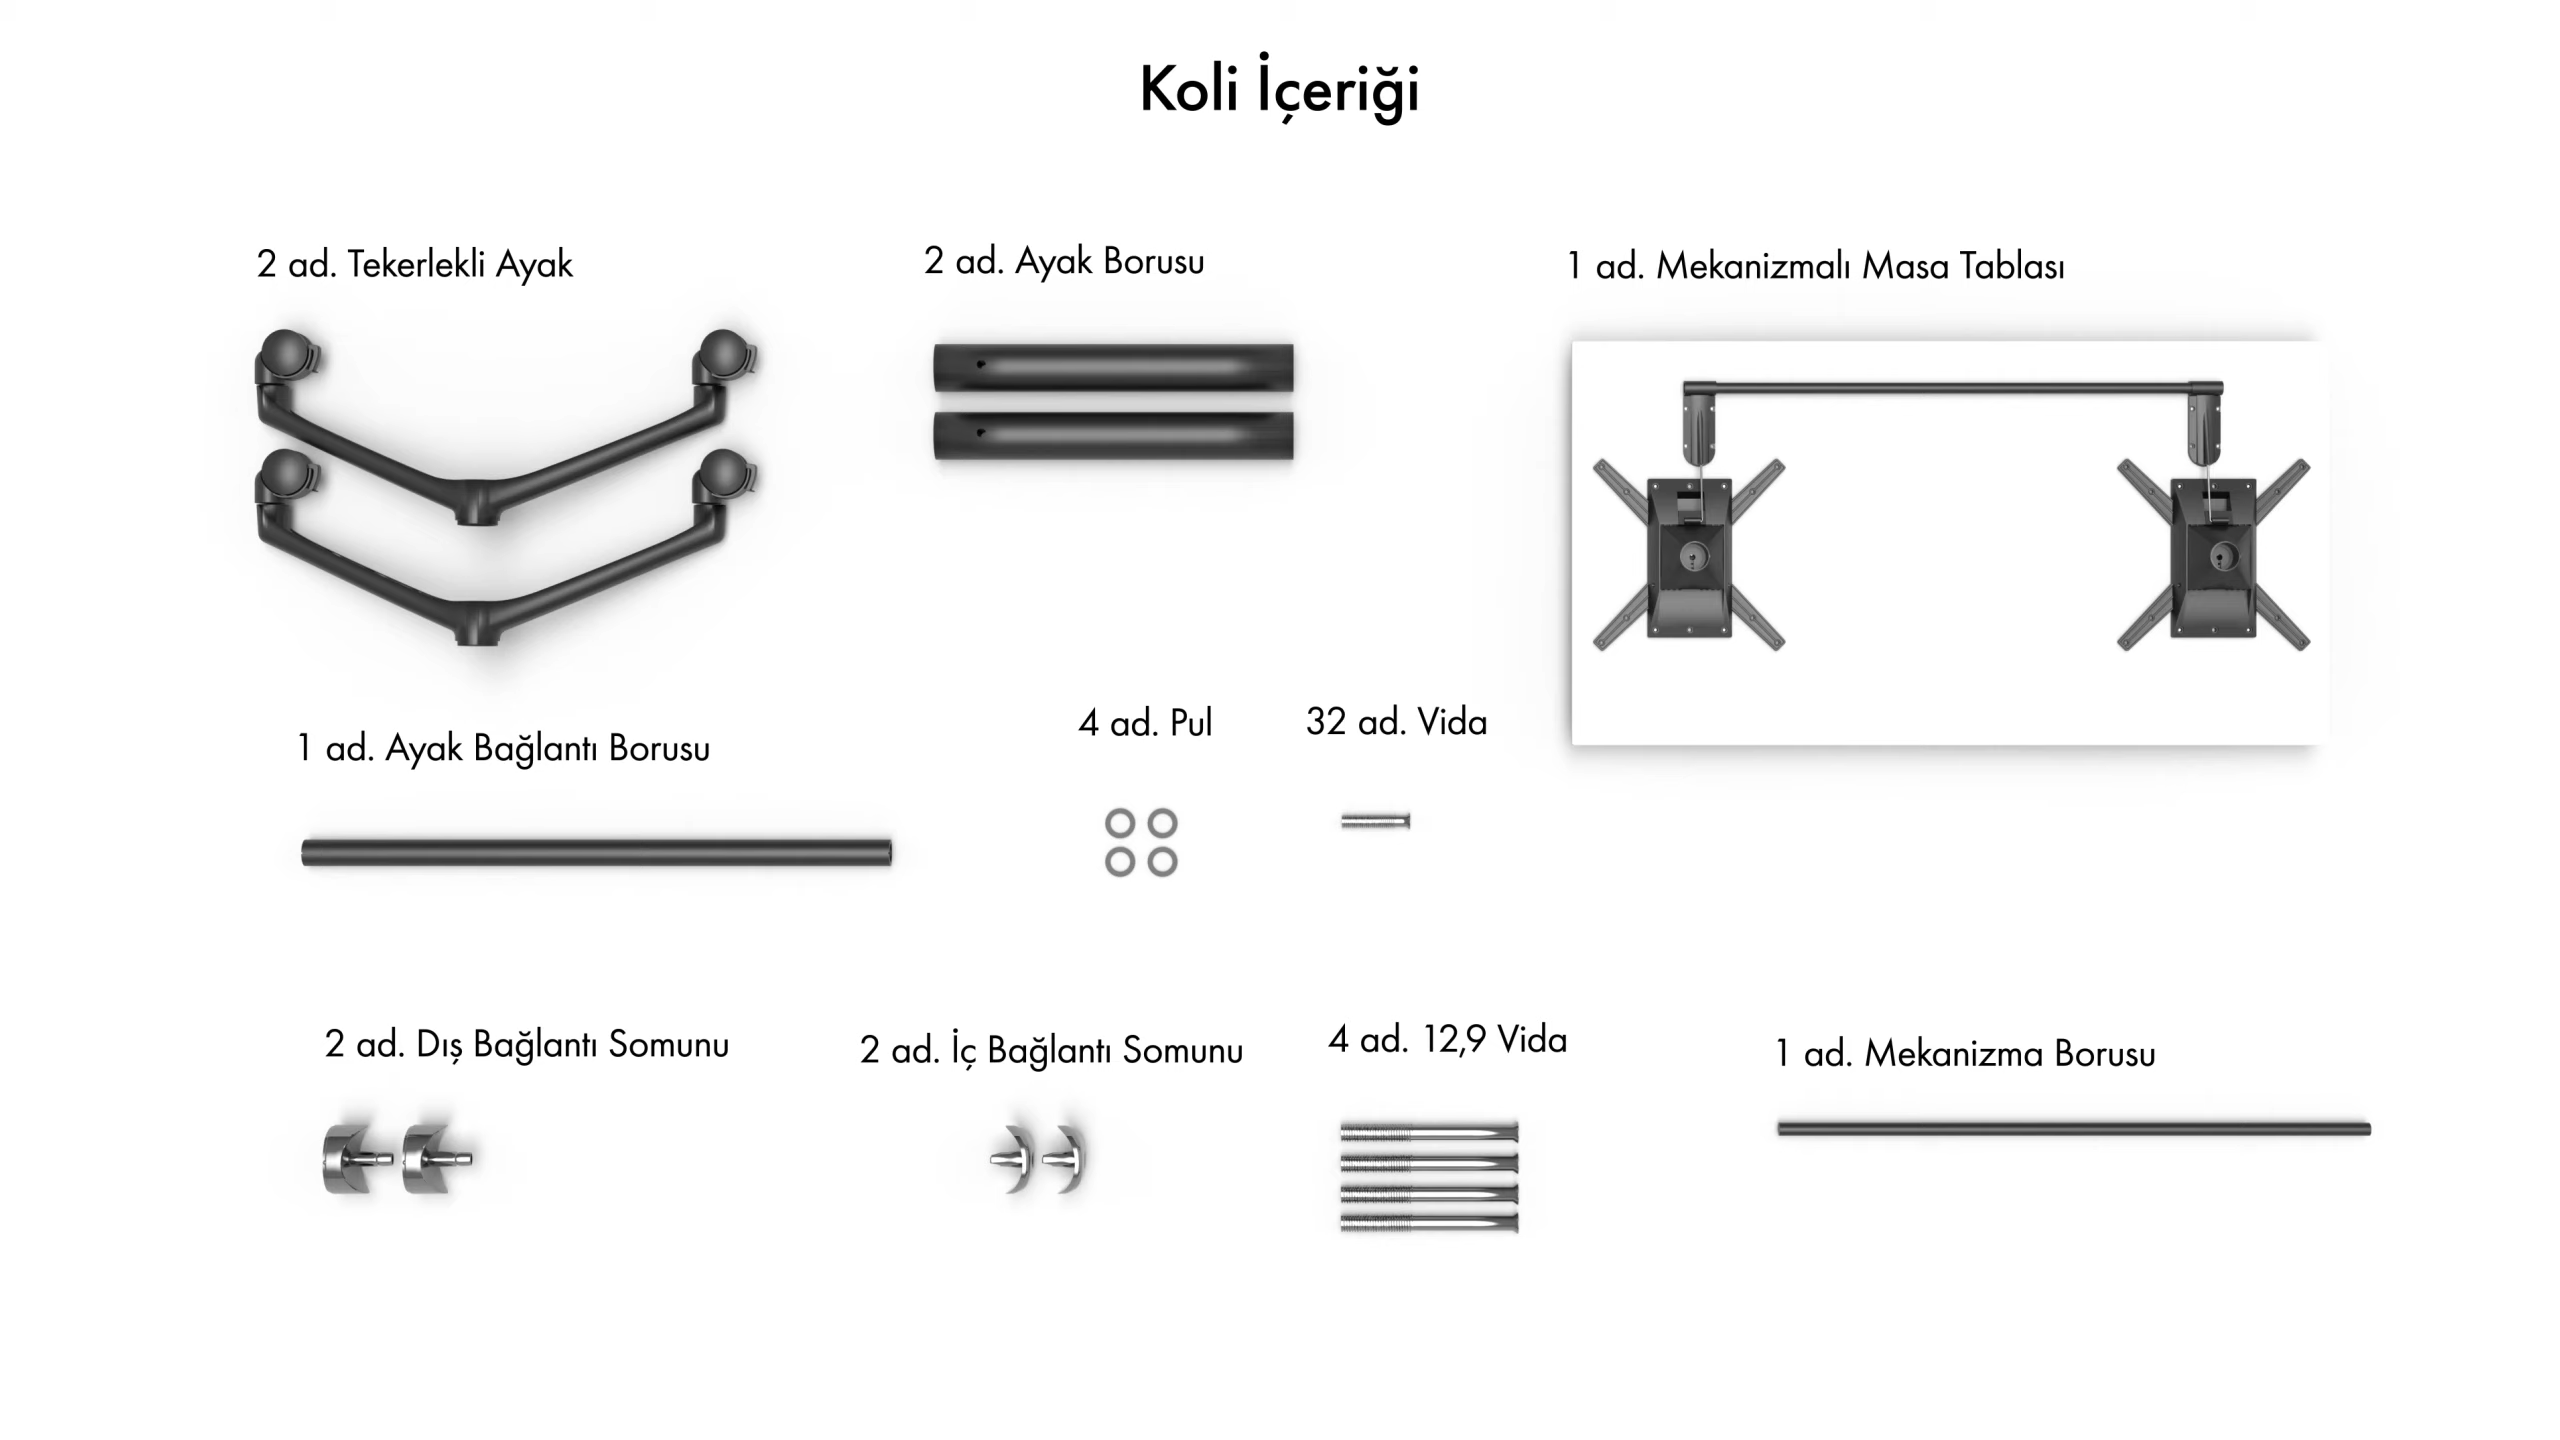 Koli İçeriği
2 ad. Tekerlekli Ayak
2 ad. Ayak Borusu
1 ad. Mekanizmalı Masa Tablası
1 ad. Ayak Bağlantı Borusu
4 ad. Pul
32 ad. Vida
2 ad. Dış Bağlantı Somunu
2 ad. İç Bağlantı Somunu
4 ad. 12,9 Vida
1 ad. Mekanizma Borusu